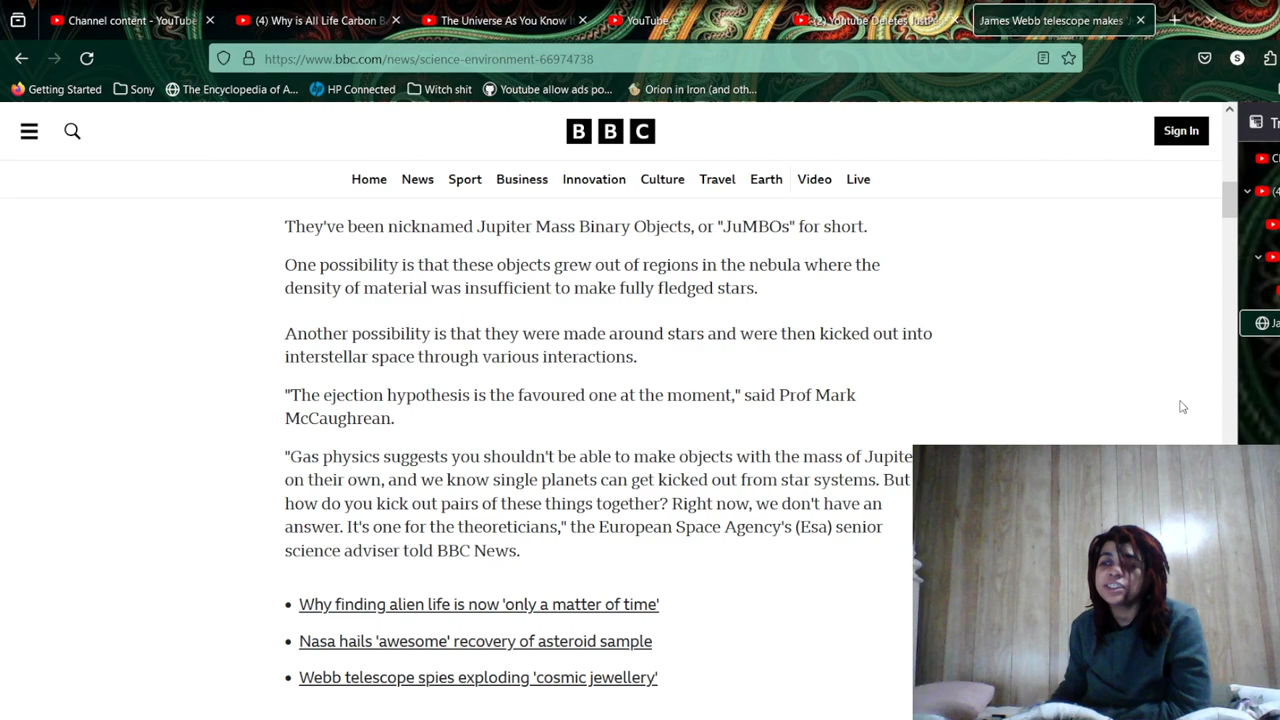 Channel content - YouTube
(4) Why is All Life Carbon B
The Universe As You Know I
YouTube
(2) Youtube Deletes JustPe
James Webb telescope makes 'J
https://www.bbc.com/news/science-environment-66974738
Getting Started
Sony
The Encyclopedia of A...
HP Connected
Witch shit
Youtube allow ads po...
Orion in Iron (and oth...
BBC
Sign In
Home News Sport Business Innovation Culture Travel Earth Video Live
They've been nicknamed Jupiter Mass Binary Objects, or "JuMBOs" for short.
One possibility is that these objects grew out of regions in the nebula where the
density of material was insufficient to make fully fledged stars.
Another possibility is that they were made around stars and were then kicked out into
interstellar space through various interactions.
"The ejection hypothesis is the favoured one at the moment," said Prof Mark
McCaughrean.
"Gas physics suggests you shouldn't be able to make objects with the mass of Jupite
on their own, and we know single planets can get kicked out from star systems. But
how do you kick out pairs of these things together? Right now, we don't have an
answer. It's one for the theoreticians," the European Space Agency's (Esa) senior
science adviser told BBC News.
• Why finding alien life is now 'only a matter of time'
• Nasa hails 'awesome' recovery of asteroid sample
• Webb telescope spies exploding 'cosmic jewellery'